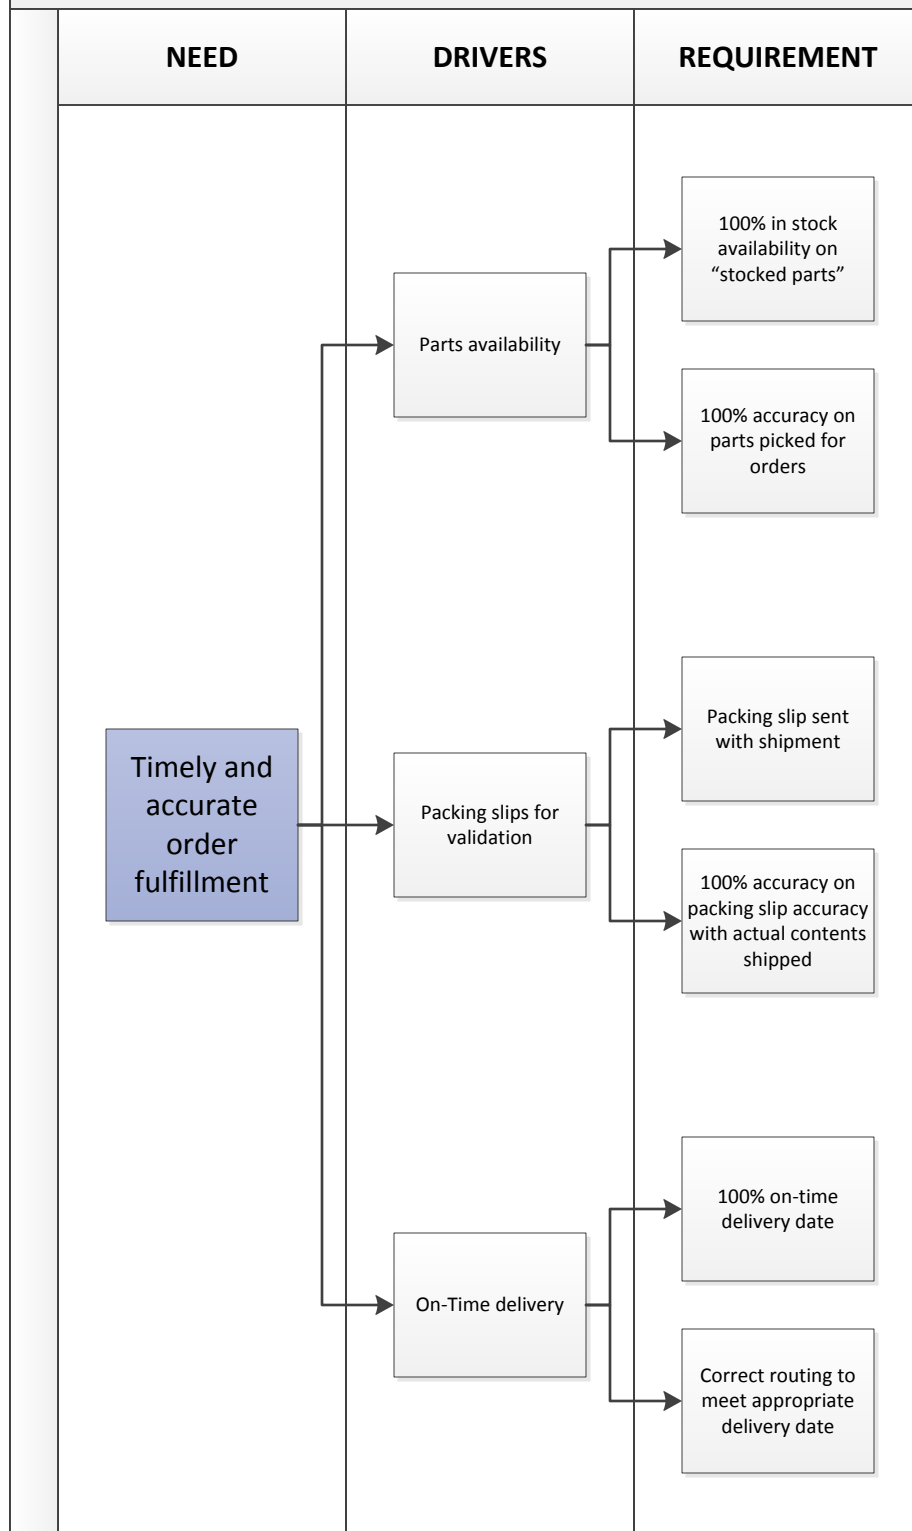 NEED
DRIVERS
REQUIREMENT
100% in stock
availability on
“stocked parts”
Parts availability
100% accuracy on
parts picked for
orders
Packing slip sent
with shipment
Timely and
accurate
order
fulfillment
Packing slips for
validation
100% accuracy on
packing slip accuracy
with actual contents
shipped
100% on-time
delivery date
On-Time delivery
Correct routing to
meet appropriate
delivery date